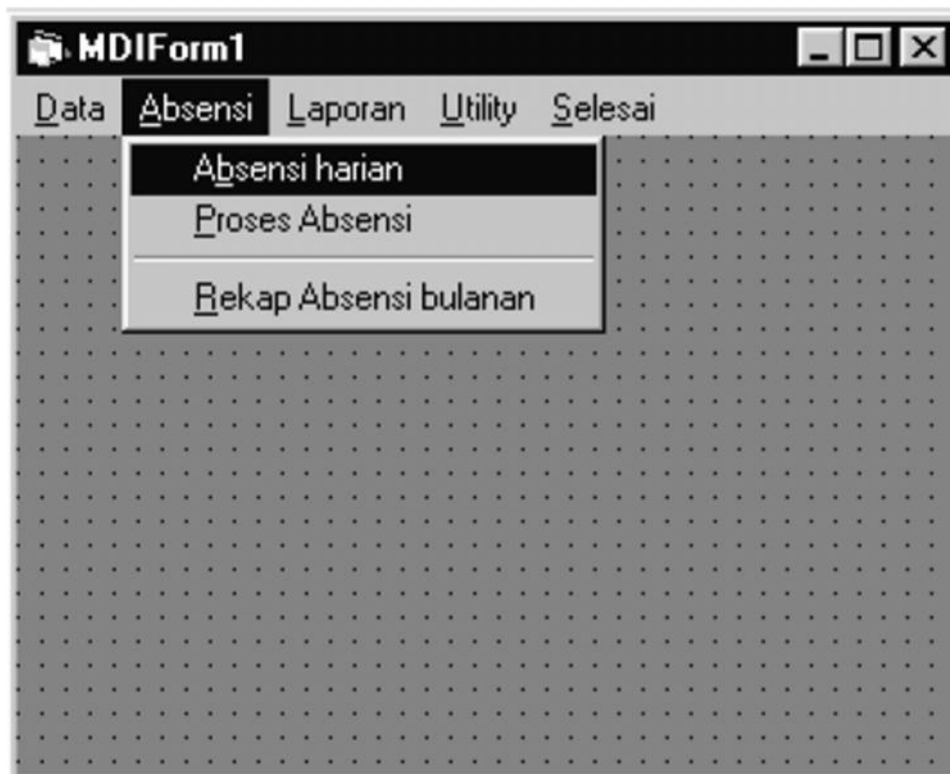 MDIForm1
Data Absensi Laporan Utility Selesai
Absensi harian
Proses Absensi
Rekap Absensi bulanan